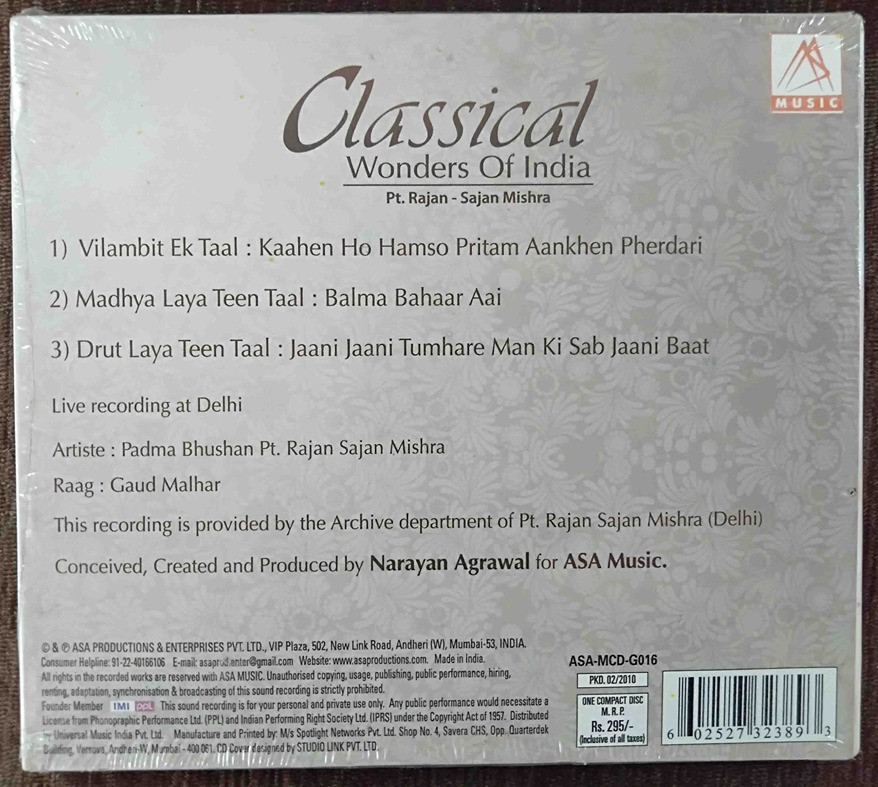 Classical
Wonders Of India
Pt. Rajan - Sajan Mishra
MUSIC
1) Vilambit Ek Taal : Kaahen Ho Hamso Pritam Aankhen Pherdari
2) Madhya Laya Teen Taal : Balma Bahaar Aai
3) Drut Laya Teen Taal : Jaani Jaani Tumhare Man Ki Sab Jaani Baat
Live recording at Delhi
Artiste : Padma Bhushan Pt. Rajan Sajan Mishra
Raag : Gaud Malhar
This recording is provided by the Archive department of Pt. Rajan Sajan Mishra (Delhi)
Conceived, Created and Produced by Narayan Agrawal for ASA Music.
© & ℗ ASA PRODUCTIONS & ENTERPRISES PVT. LTD., VIP Plaza, 502, New Link Road, Andheri (W), Mumbai-53, INDIA.
Consumer Helpline: 91-22-40166106 E-mail: asaprod.enter@gmail.com Website: www.asaproductions.com. Made in India.
All rights in the recorded works are reserved with ASA MUSIC. Unauthorised copying, usage, publishing, public performance, hiring,
renting, adaptation, synchronisation & broadcasting of this sound recording is strictly prohibited.
Founder Member IMI ppl This sound recording is for your personal and private use only. Any public performance would necessitate a
License from Phonographic Performance Ltd. (PPL) and Indian Performing Right Society Ltd. (IPRS) under the Copyright Act of 1957. Distributed
by Universal Music India Pvt. Ltd. Manufacture and Printed by: M/s Spotlight Networks Pvt. Ltd. Shop No. 4, Savera CHS, Opp. Quarterdek
Building, Versova, Andheri-W, Mumbai - 400 061. CD Cover designed by STUDIO LINK PVT. LTD.
ASA-MCD-G016
PKD. 02/2010
ONE COMPACT DISC
M. R. P.
Rs. 295/-
(Inclusive of all taxes)
6 02527 32389 3